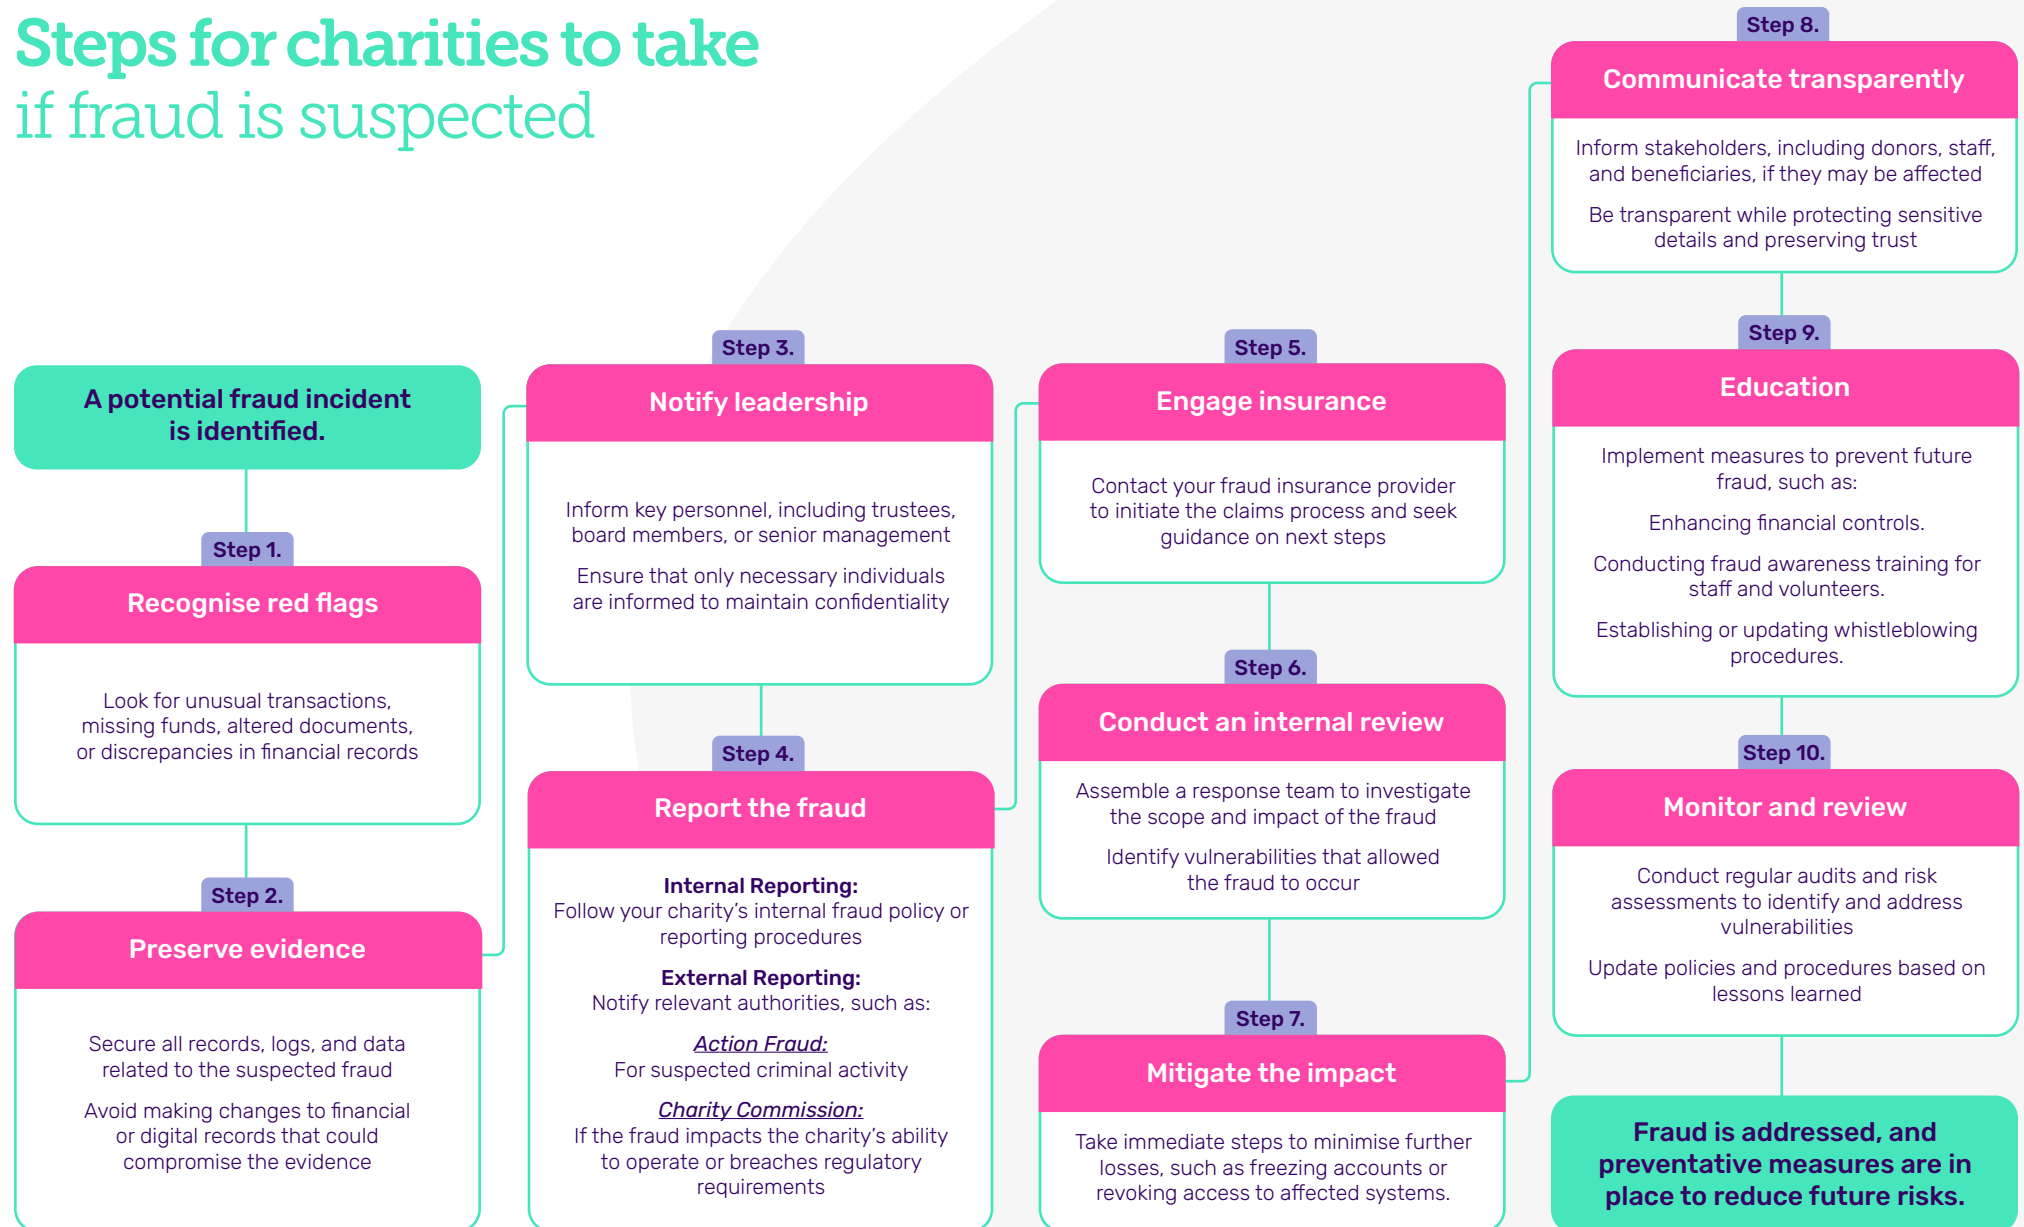 Steps for charities to take
if fraud is suspected
A potential fraud incident
is identified.
Step 1.
Recognise red flags
Look for unusual transactions,
missing funds, altered documents,
or discrepancies in financial records
Step 2.
Preserve evidence
Secure all records, logs, and data
related to the suspected fraud
Avoid making changes to financial
or digital records that could
compromise the evidence
Step 3.
Notify leadership
Inform key personnel, including trustees,
board members, or senior management
Ensure that only necessary individuals
are informed to maintain confidentiality
Step 4.
Report the fraud
Internal Reporting:
Follow your charity's internal fraud policy or
reporting procedures
External Reporting:
Notify relevant authorities, such as:
Action Fraud:
For suspected criminal activity
Charity Commission:
If the fraud impacts the charity's ability
to operate or breaches regulatory
requirements
Step 5.
Engage insurance
Contact your fraud insurance provider
to initiate the claims process and seek
guidance on next steps
Step 6.
Conduct an internal review
Assemble a response team to investigate
the scope and impact of the fraud
Identify vulnerabilities that allowed
the fraud to occur
Step 7.
Mitigate the impact
Take immediate steps to minimise further
losses, such as freezing accounts or
revoking access to affected systems.
Step 8.
Communicate transparently
Inform stakeholders, including donors, staff,
and beneficiaries, if they may be affected
Be transparent while protecting sensitive
details and preserving trust
Step 9.
Education
Implement measures to prevent future
fraud, such as:
Enhancing financial controls.
Conducting fraud awareness training for
staff and volunteers.
Establishing or updating whistleblowing
procedures.
Step 10.
Monitor and review
Conduct regular audits and risk
assessments to identify and address
vulnerabilities
Update policies and procedures based on
lessons learned
Fraud is addressed, and
preventative measures are in
place to reduce future risks.